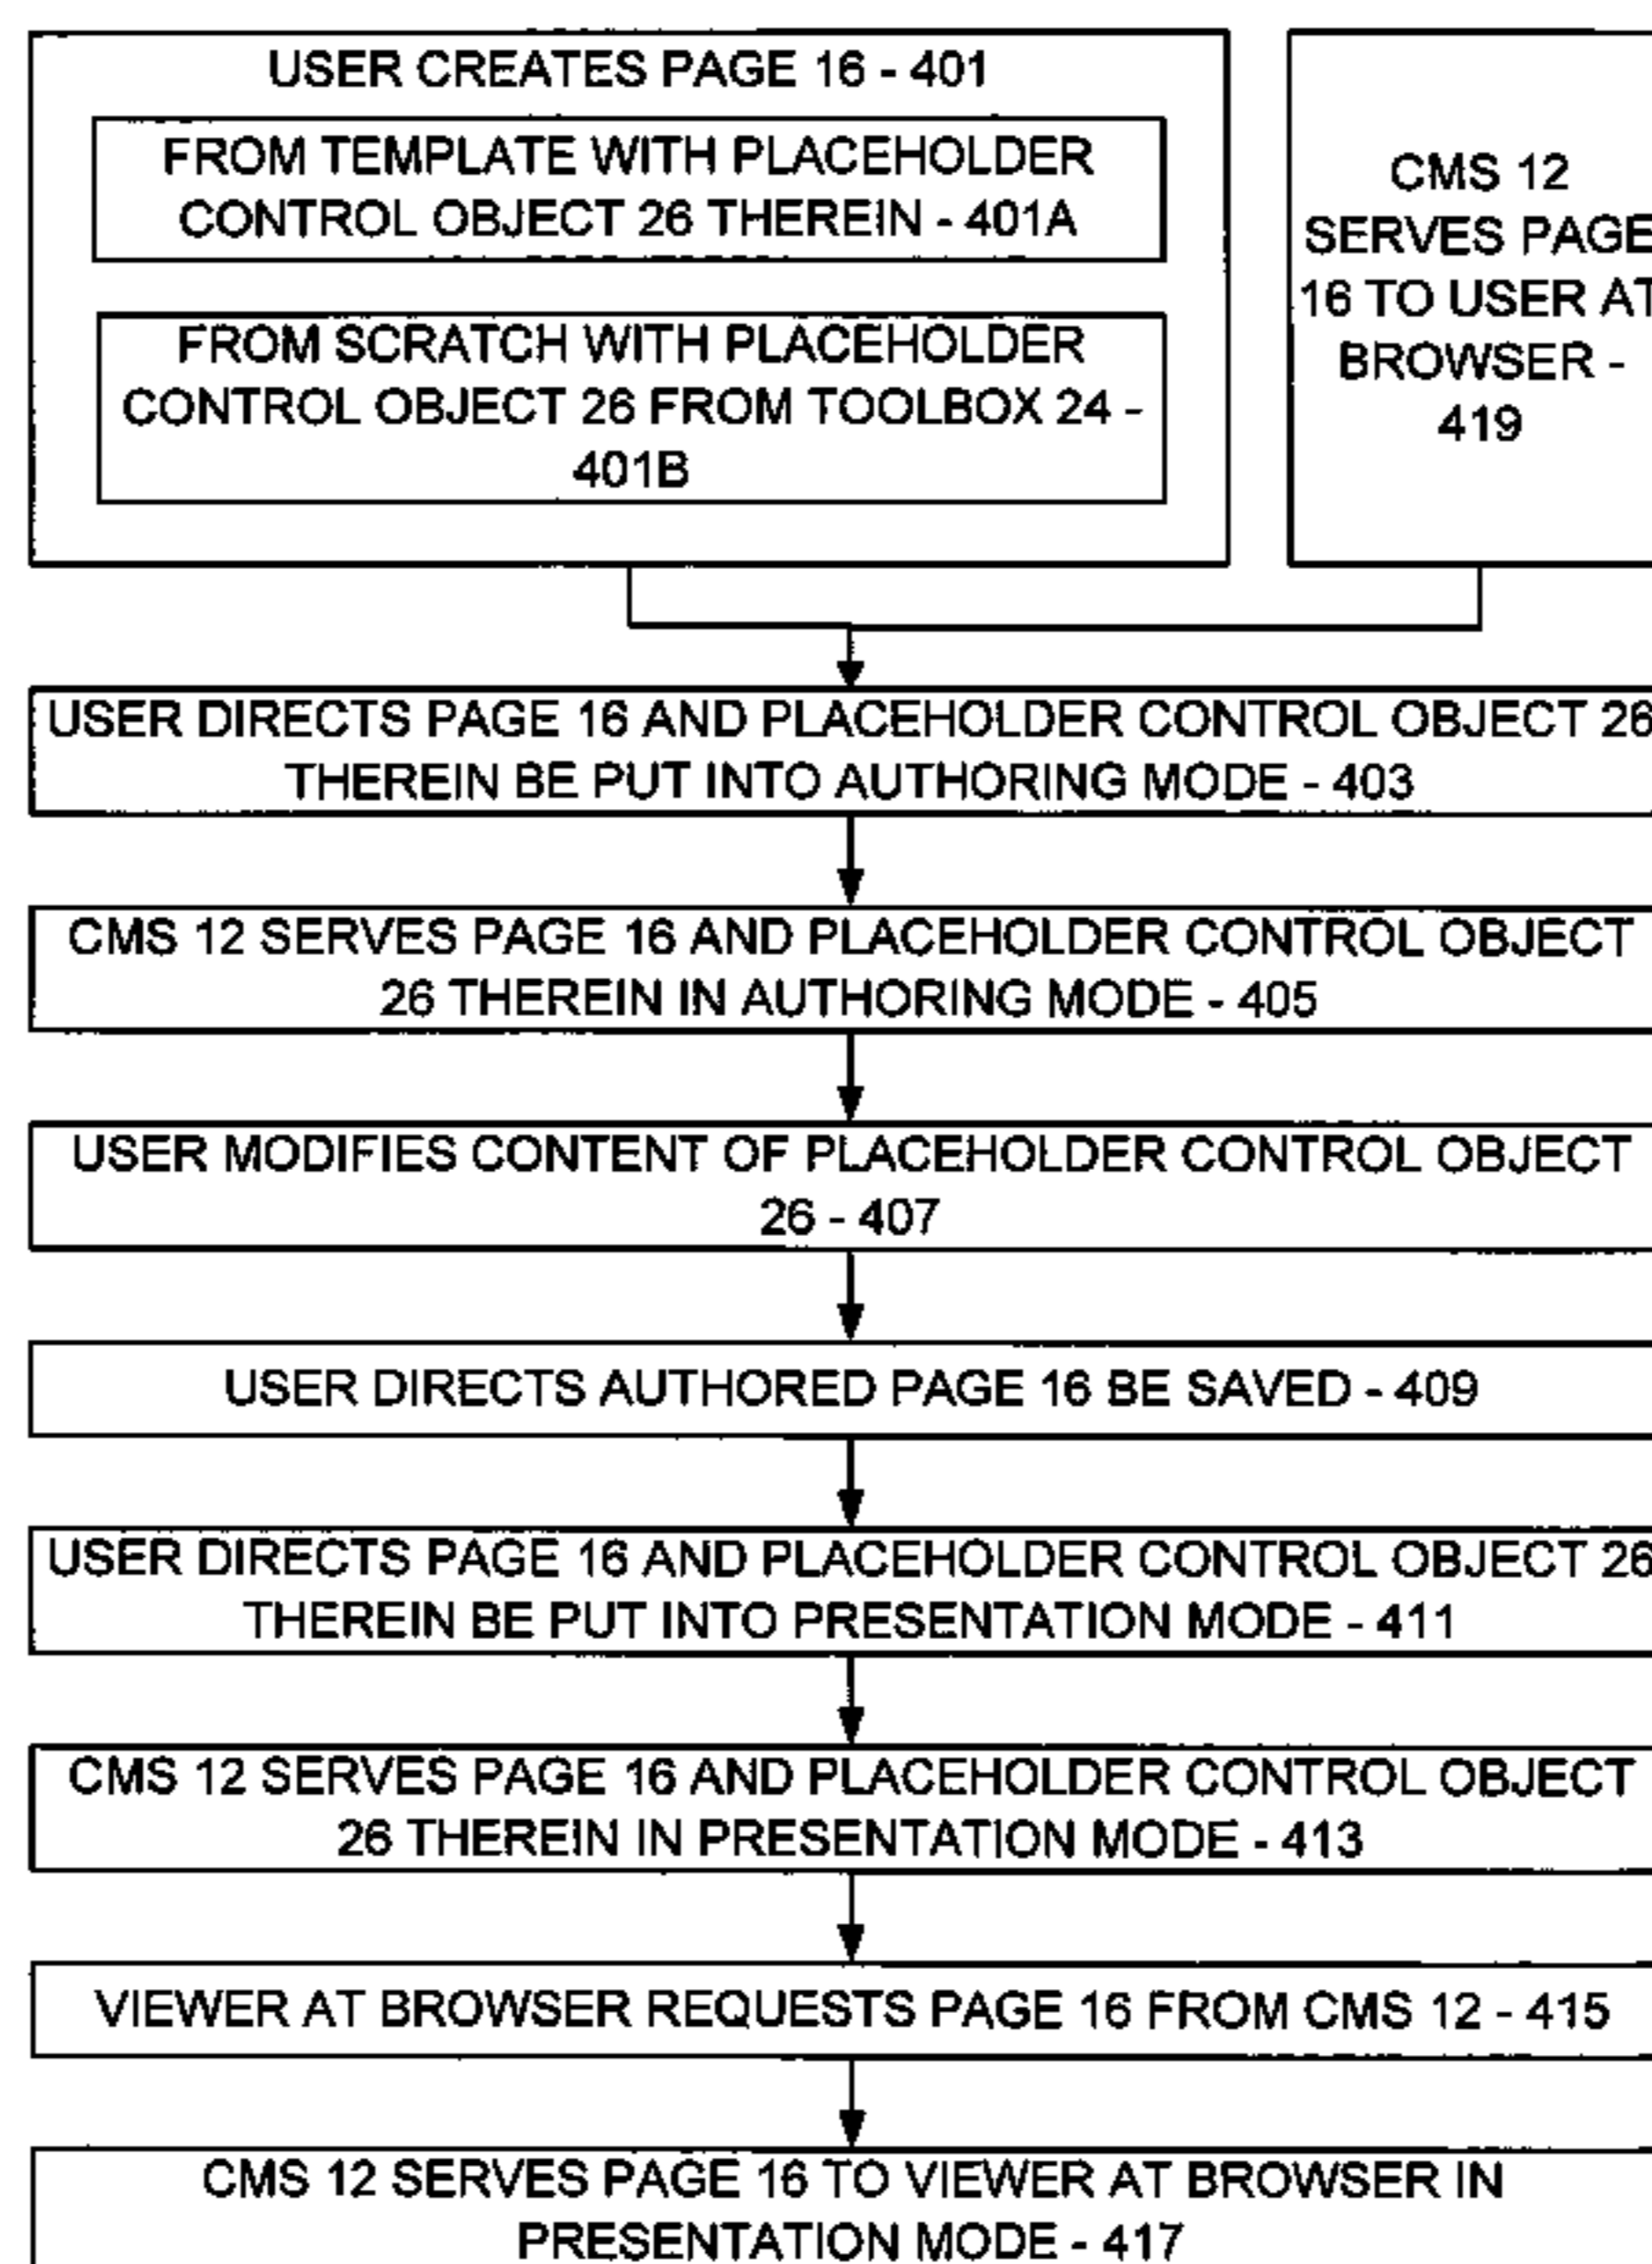 USER CREATES PAGE 16 - 401
FROM TEMPLATE WITH PLACEHOLDER
CONTROL OBJECT 26 THEREIN - 401A
FROM SCRATCH WITH PLACEHOLDER
CONTROL OBJECT 26 FROM TOOLBOX 24 -
401B
CMS 12
SERVES PAGE
16 TO USER AT
BROWSER -
419
USER DIRECTS PAGE 16 AND PLACEHOLDER CONTROL OBJECT 26
THEREIN BE PUT INTO AUTHORING MODE - 403
CMS 12 SERVES PAGE 16 AND PLACEHOLDER CONTROL OBJECT
26 THEREIN IN AUTHORING MODE - 405
USER MODIFIES CONTENT OF PLACEHOLDER CONTROL OBJECT
26 - 407
USER DIRECTS AUTHORED PAGE 16 BE SAVED - 409
USER DIRECTS PAGE 16 AND PLACEHOLDER CONTROL OBJECT 26
THEREIN BE PUT INTO PRESENTATION MODE - 411
CMS 12 SERVES PAGE 16 AND PLACEHOLDER CONTROL OBJECT
26 THEREIN IN PRESENTATION MODE - 413
VIEWER AT BROWSER REQUESTS PAGE 16 FROM CMS 12 - 415
CMS 12 SERVES PAGE 16 TO VIEWER AT BROWSER IN
PRESENTATION MODE - 417